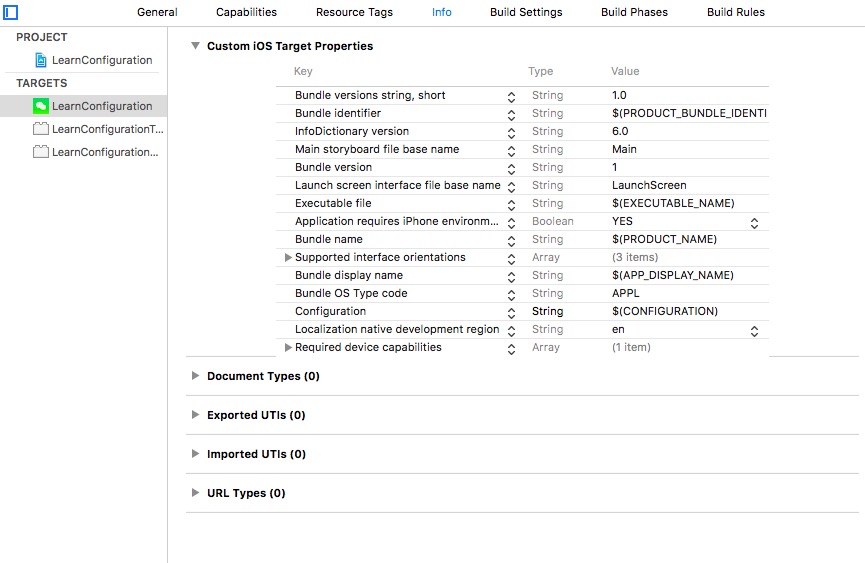 General Capabilities Resource Tags Info Build Settings Build Phases Build Rules
PROJECT
LearnConfiguration
TARGETS
LearnConfiguration
LearnConfigurationT...
LearnConfiguration...
Custom iOS Target Properties
Key Type Value
Bundle versions string, short String 1.0
Bundle identifier String $(PRODUCT_BUNDLE_IDENTI
InfoDictionary version String 6.0
Main storyboard file base name String Main
Bundle version String 1
Launch screen interface file base name String LaunchScreen
Executable file String $(EXECUTABLE_NAME)
Application requires iPhone environm... Boolean YES
Bundle name String $(PRODUCT_NAME)
Supported interface orientations Array (3 items)
Bundle display name String $(APP_DISPLAY_NAME)
Bundle OS Type code String APPL
Configuration String $(CONFIGURATION)
Localization native development region String en
Required device capabilities Array (1 item)
Document Types (0)
Exported UTIs (0)
Imported UTIs (0)
URL Types (0)